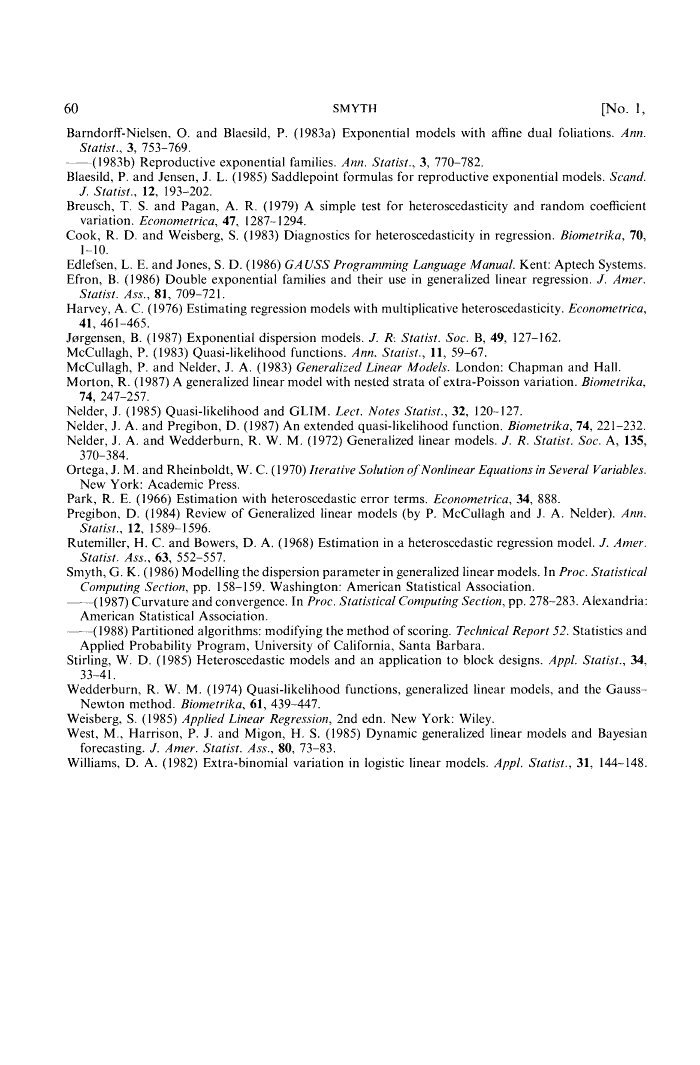 60 SMYTH [No. 1,
Barndorff-Nielsen, O. and Blaesild, P. (1983a) Exponential models with affine dual foliations. Ann.
Statist., 3, 753–769.
——(1983b) Reproductive exponential families. Ann. Statist., 3, 770–782.
Blaesild, P. and Jensen, J. L. (1985) Saddlepoint formulas for reproductive exponential models. Scand.
J. Statist., 12, 193–202.
Breusch, T. S. and Pagan, A. R. (1979) A simple test for heteroscedasticity and random coefficient
variation. Econometrica, 47, 1287–1294.
Cook, R. D. and Weisberg, S. (1983) Diagnostics for heteroscedasticity in regression. Biometrika, 70,
1–10.
Edlefsen, L. E. and Jones, S. D. (1986) GAUSS Programming Language Manual. Kent: Aptech Systems.
Efron, B. (1986) Double exponential families and their use in generalized linear regression. J. Amer.
Statist. Ass., 81, 709–721.
Harvey, A. C. (1976) Estimating regression models with multiplicative heteroscedasticity. Econometrica,
41, 461–465.
Jørgensen, B. (1987) Exponential dispersion models. J. R. Statist. Soc. B, 49, 127–162.
McCullagh, P. (1983) Quasi-likelihood functions. Ann. Statist., 11, 59–67.
McCullagh, P. and Nelder, J. A. (1983) Generalized Linear Models. London: Chapman and Hall.
Morton, R. (1987) A generalized linear model with nested strata of extra-Poisson variation. Biometrika,
74, 247–257.
Nelder, J. (1985) Quasi-likelihood and GLIM. Lect. Notes Statist., 32, 120–127.
Nelder, J. A. and Pregibon, D. (1987) An extended quasi-likelihood function. Biometrika, 74, 221–232.
Nelder, J. A. and Wedderburn, R. W. M. (1972) Generalized linear models. J. R. Statist. Soc. A, 135,
370–384.
Ortega, J. M. and Rheinboldt, W. C. (1970) Iterative Solution of Nonlinear Equations in Several Variables.
New York: Academic Press.
Park, R. E. (1966) Estimation with heteroscedastic error terms. Econometrica, 34, 888.
Pregibon, D. (1984) Review of Generalized linear models (by P. McCullagh and J. A. Nelder). Ann.
Statist., 12, 1589–1596.
Rutemiller, H. C. and Bowers, D. A. (1968) Estimation in a heteroscedastic regression model. J. Amer.
Statist. Ass., 63, 552–557.
Smyth, G. K. (1986) Modelling the dispersion parameter in generalized linear models. In Proc. Statistical
Computing Section, pp. 158–159. Washington: American Statistical Association.
——(1987) Curvature and convergence. In Proc. Statistical Computing Section, pp. 278–283. Alexandria:
American Statistical Association.
——(1988) Partitioned algorithms: modifying the method of scoring. Technical Report 52. Statistics and
Applied Probability Program, University of California, Santa Barbara.
Stirling, W. D. (1985) Heteroscedastic models and an application to block designs. Appl. Statist., 34,
33–41.
Wedderburn, R. W. M. (1974) Quasi-likelihood functions, generalized linear models, and the Gauss–
Newton method. Biometrika, 61, 439–447.
Weisberg, S. (1985) Applied Linear Regression, 2nd edn. New York: Wiley.
West, M., Harrison, P. J. and Migon, H. S. (1985) Dynamic generalized linear models and Bayesian
forecasting. J. Amer. Statist. Ass., 80, 73–83.
Williams, D. A. (1982) Extra-binomial variation in logistic linear models. Appl. Statist., 31, 144–148.